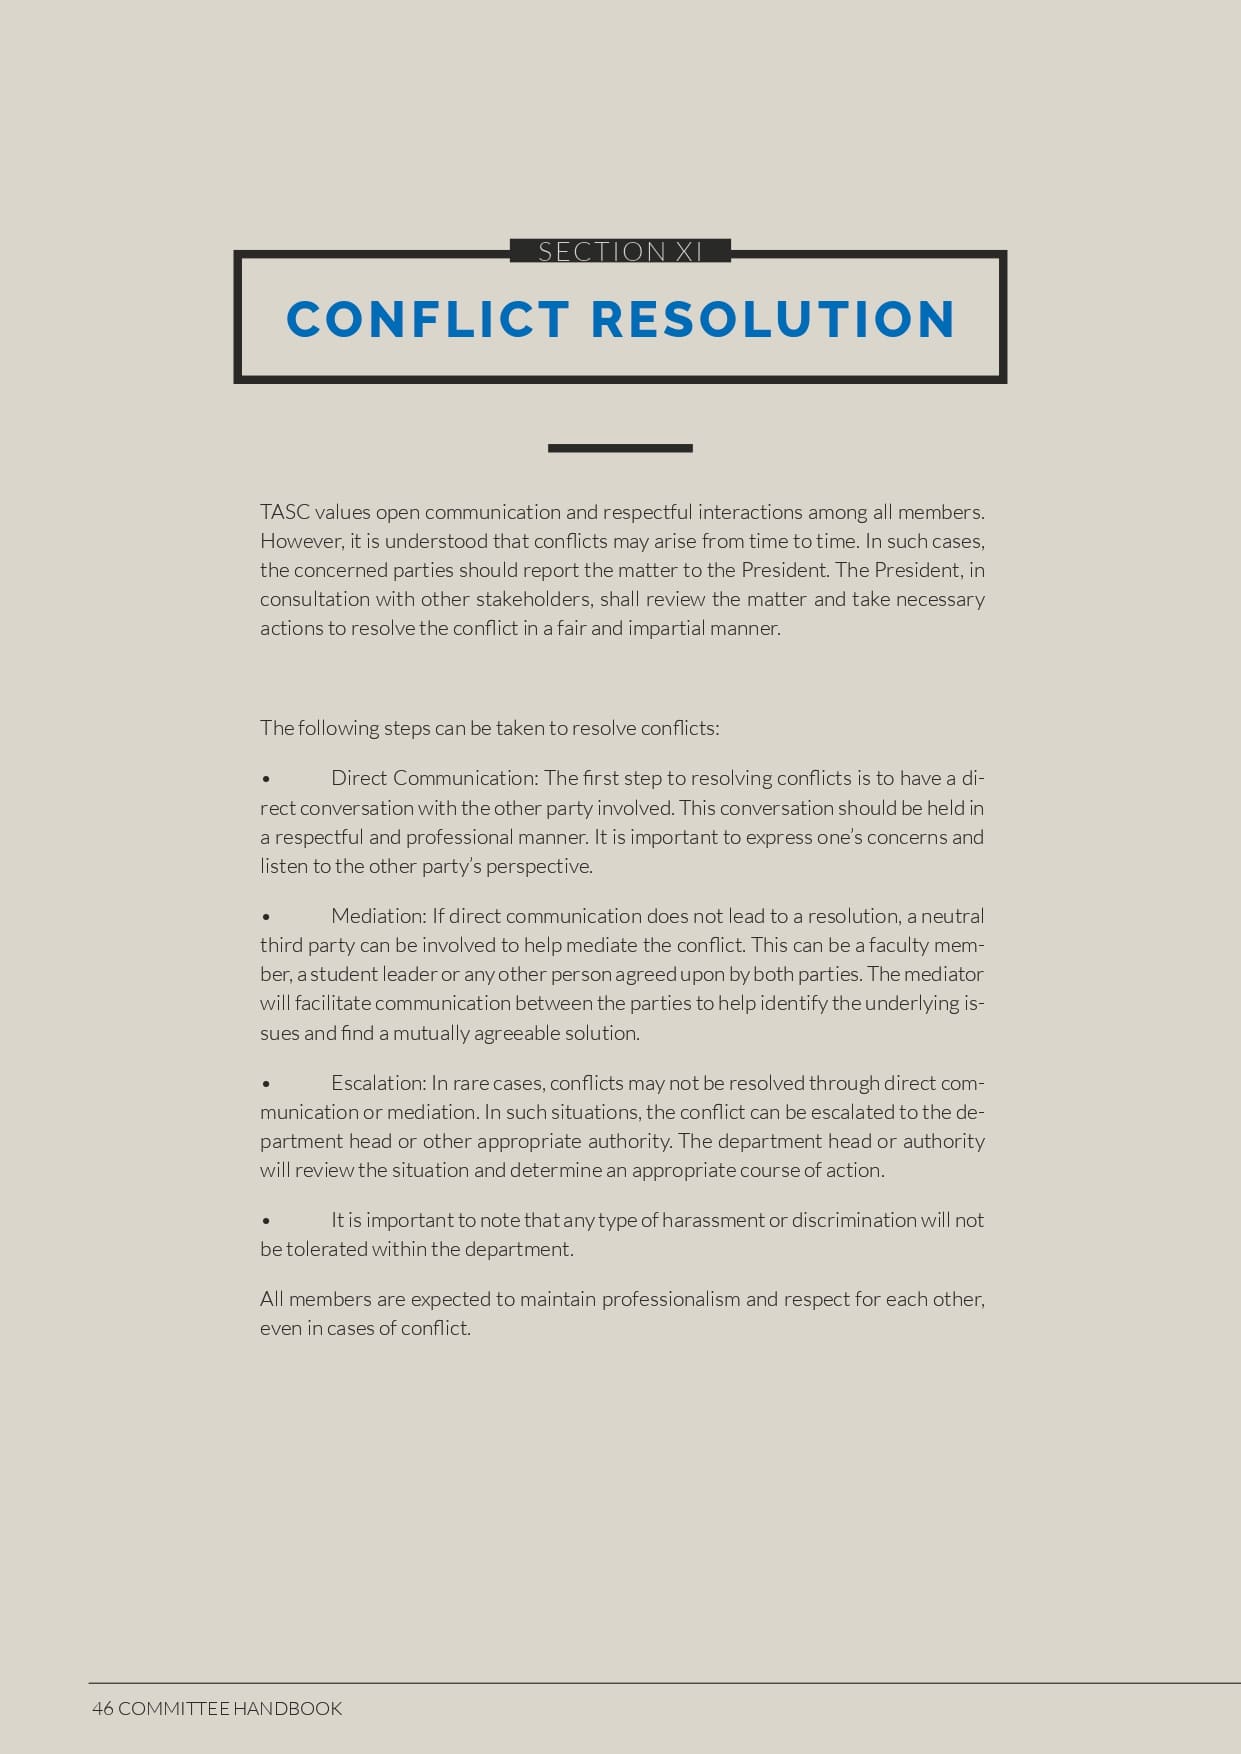 SECTION XI
CONFLICT RESOLUTION
TASC values open communication and respectful interactions among all members.
However, it is understood that conflicts may arise from time to time. In such cases,
the concerned parties should report the matter to the President. The President, in
consultation with other stakeholders, shall review the matter and take necessary
actions to resolve the conflict in a fair and impartial manner.
The following steps can be taken to resolve conflicts:
• Direct Communication: The first step to resolving conflicts is to have a di-
rect conversation with the other party involved. This conversation should be held in
a respectful and professional manner. It is important to express one’s concerns and
listen to the other party’s perspective.
• Mediation: If direct communication does not lead to a resolution, a neutral
third party can be involved to help mediate the conflict. This can be a faculty mem-
ber, a student leader or any other person agreed upon by both parties. The mediator
will facilitate communication between the parties to help identify the underlying is-
sues and find a mutually agreeable solution.
• Escalation: In rare cases, conflicts may not be resolved through direct com-
munication or mediation. In such situations, the conflict can be escalated to the de-
partment head or other appropriate authority. The department head or authority
will review the situation and determine an appropriate course of action.
• It is important to note that any type of harassment or discrimination will not
be tolerated within the department.
All members are expected to maintain professionalism and respect for each other,
even in cases of conflict.
46 COMMITTEE HANDBOOK